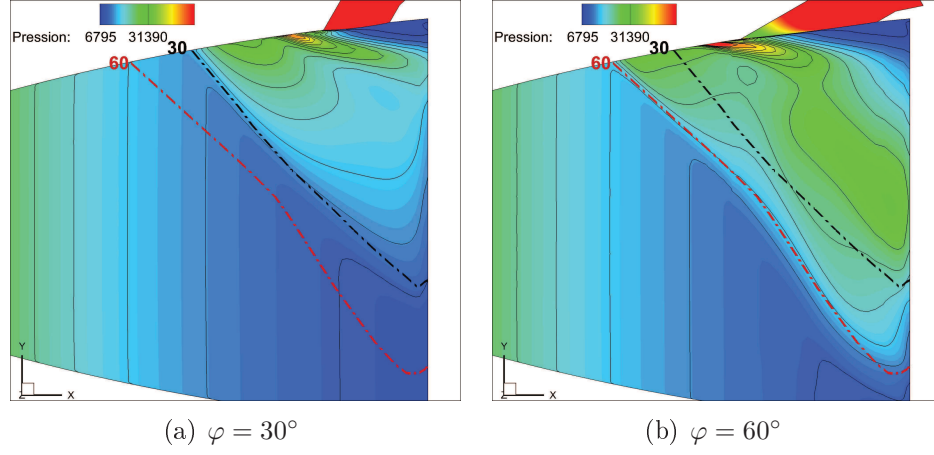 Pression: 6795 31390
30
60
Y
Z X
(a) φ = 30°
Pression: 6795 31390
30
60
Y
Z X
(b) φ = 60°